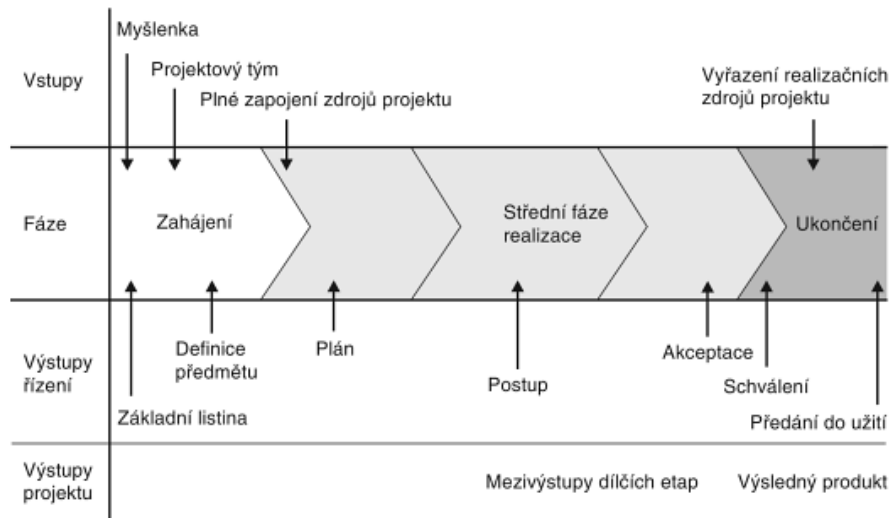 Myšlenka
Projektový tým
Plné zapojení zdrojů projektu
Vyřazení realizačních
zdrojů projektu
Vstupy
Fáze
Zahájení
Střední fáze
realizace
Ukončení
Výstupy
řízení
Definice
předmětu
Plán
Postup
Akceptace
Schválení
Základní listina
Předání do užití
Výstupy
projektu
Mezivýstupy dílčích etap
Výsledný produkt